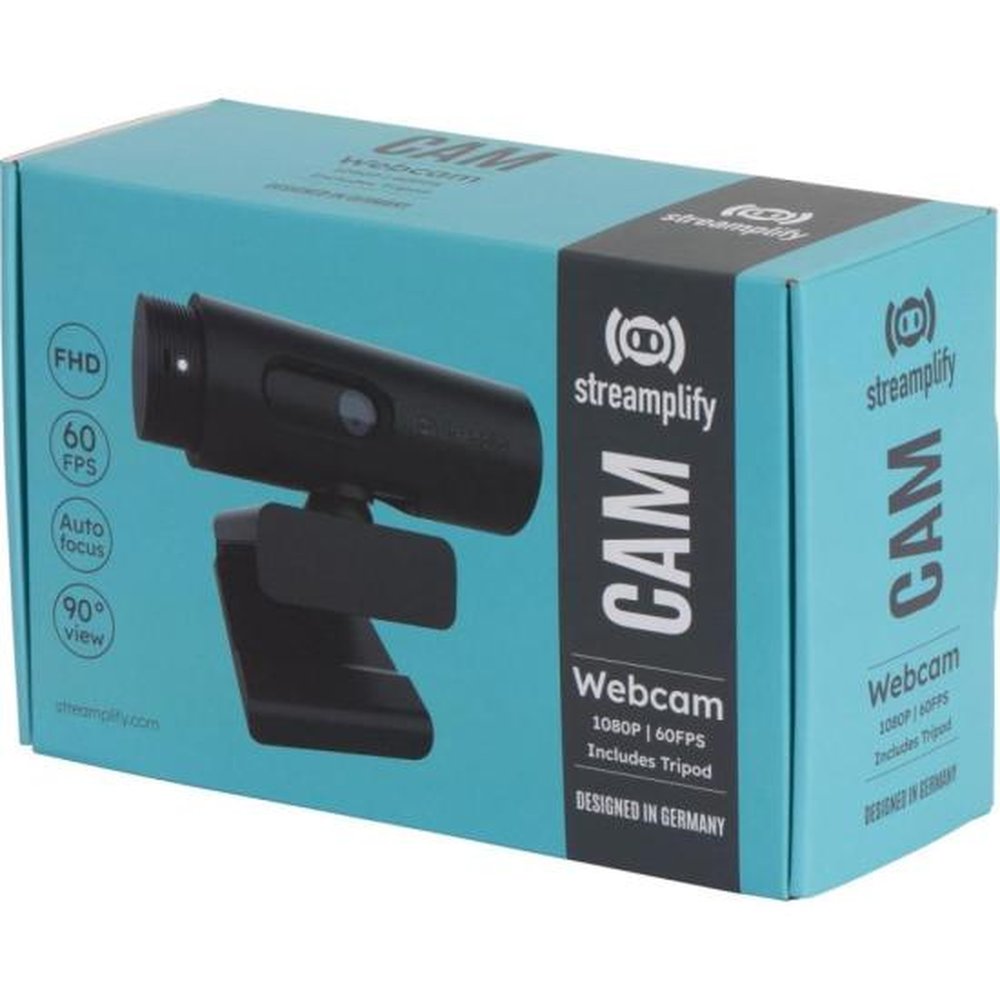 CAM
Webcam
Includes Tripod
DESIGNED IN GERMANY
streamplify
FHD
60
FPS
Auto
focus
90°
view
streamplify.com
streamplify
CAM
Webcam
1080P | 60FPS
Includes Tripod
DESIGNED IN GERMANY
streamplify
CAM
Webcam
1080P | 60FPS
Includes Tripod
DESIGNED IN GERMANY